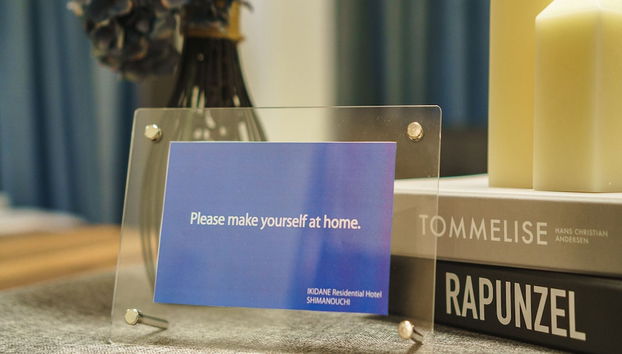 Please make yourself at home.
IKIDANE Residential Hotel
SHIMANOUCHI
TOMMELISE
HANS CHRISTIAN
ANDERSEN
RAPUNZEL